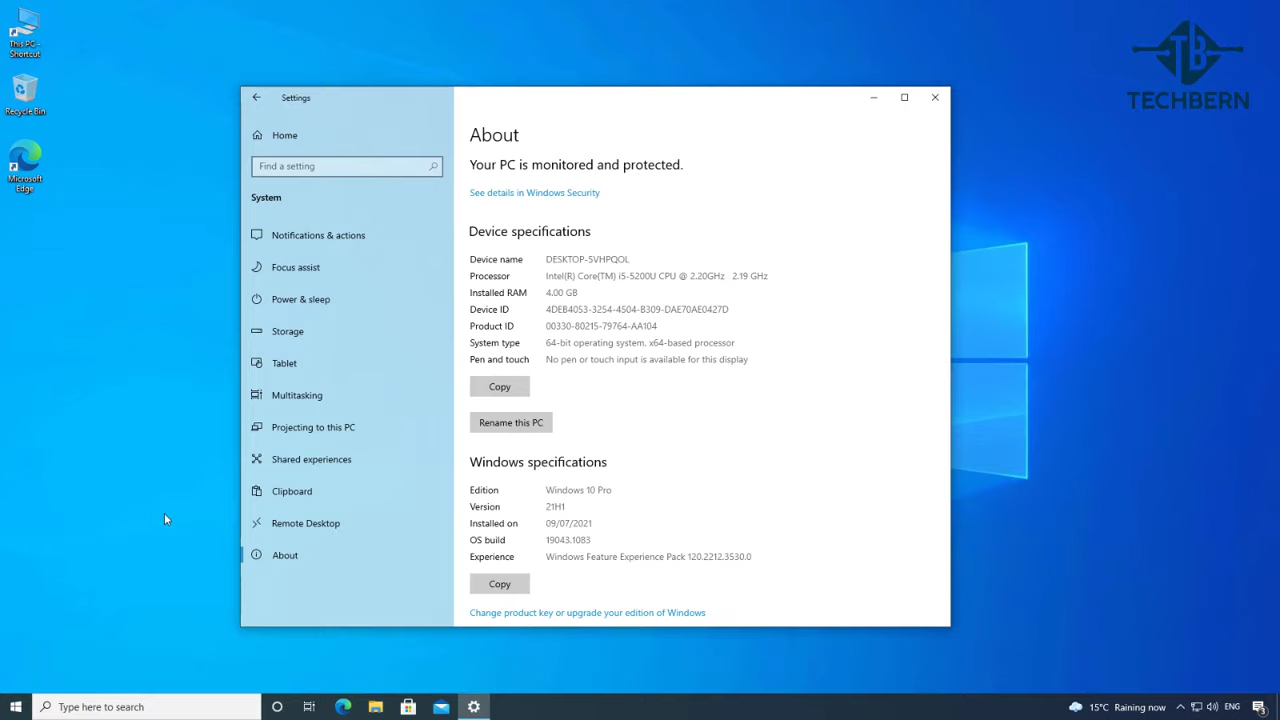 This PC -
Shortcut
Recycle Bin
Microsoft
Edge
TB
TECHBERN
Settings
Home
Find a setting
System
Notifications & actions
Focus assist
Power & sleep
Storage
Tablet
Multitasking
Projecting to this PC
Shared experiences
Clipboard
Remote Desktop
About
About
Your PC is monitored and protected.
See details in Windows Security
Device specifications
Device name DESKTOP-5VHPQOL
Processor Intel(R) Core(TM) i5-5200U CPU @ 2.20GHz 2.19 GHz
Installed RAM 4.00 GB
Device ID 4DEB4053-3254-4504-B309-DAE70AE0427D
Product ID 00330-80215-79764-AA104
System type 64-bit operating system, x64-based processor
Pen and touch No pen or touch input is available for this display
Copy
Rename this PC
Windows specifications
Edition Windows 10 Pro
Version 21H1
Installed on 09/07/2021
OS build 19043.1083
Experience Windows Feature Experience Pack 120.2212.3530.0
Copy
Change product key or upgrade your edition of Windows
Type here to search
15°C Raining now
ENG
3